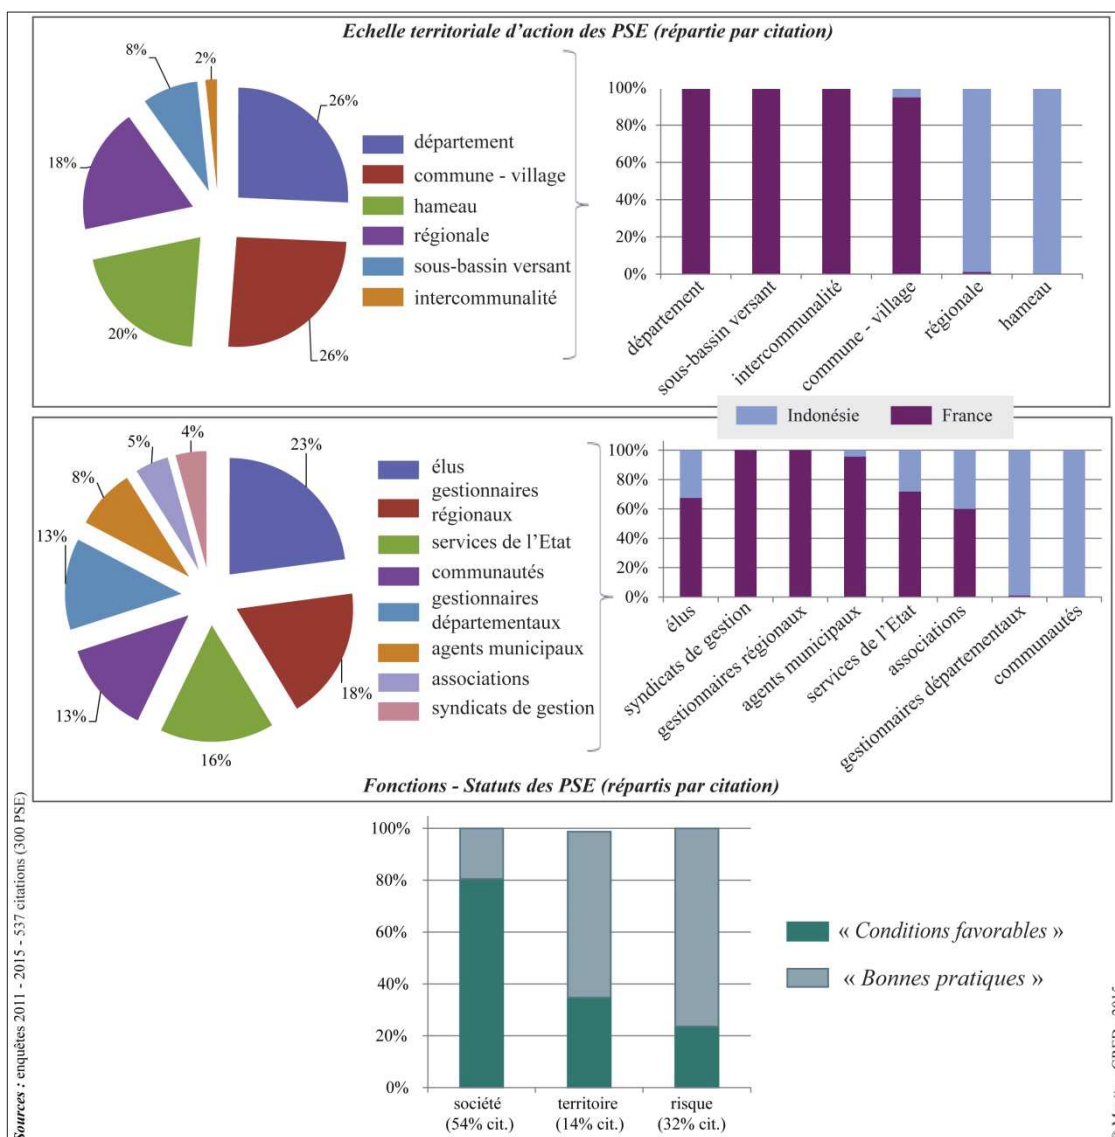 Echelle territoriale d'action des PSE (répartie par citation)
8%
2%
26%
18%
20%
26%
département
commune - village
hameau
régionale
sous-bassin versant
intercommunalité
100%
80%
60%
40%
20%
0%
département
sous-bassin versant
intercommunalité
commune - village
régionale
hameau
Indonésie
France
5%
4%
23%
8%
13%
13%
16%
18%
élus
gestionnaires
régionaux
services de l'Etat
communautés
gestionnaires
départementaux
agents municipaux
associations
syndicats de gestion
100%
80%
60%
40%
20%
0%
élus
syndicats de gestion
gestionnaires régionaux
agents municipaux
services de l'Etat
associations
gestionnaires départementaux
communautés
Fonctions - Statuts des PSE (répartis par citation)
100%
80%
60%
40%
20%
0%
société
(54% cit.)
territoire
(14% cit.)
risque
(32% cit.)
« Conditions favorables »
« Bonnes pratiques »
Sources : enquêtes 2011 - 2015 - 537 citations (300 PSE)